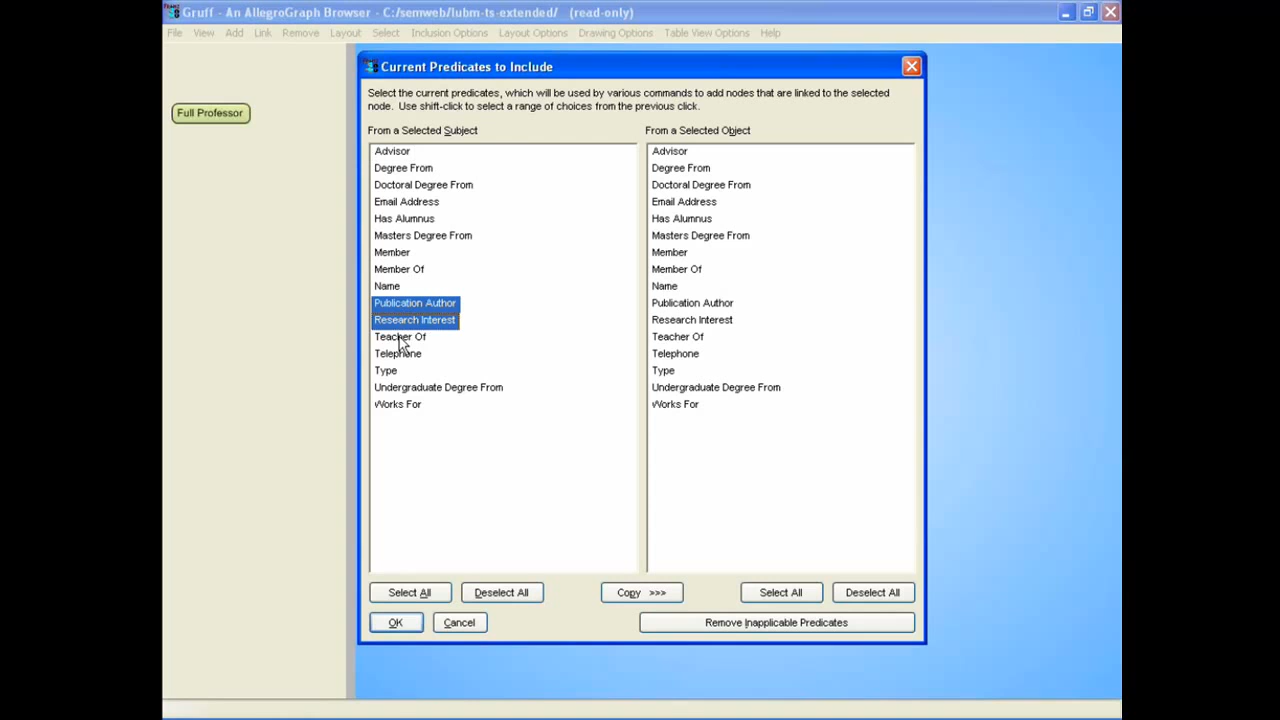 Gruff - An AllegroGraph Browser - C:/semweb/lubm-ts-extended/ (read-only)
File View Add Link Remove Layout Select Inclusion Options Layout Options Drawing Options Table View Options Help
Full Professor
Current Predicates to Include
Select the current predicates, which will be used by various commands to add nodes that are linked to the selected
node. Use shift-click to select a range of choices from the previous click.
From a Selected Subject
Advisor
Degree From
Doctoral Degree From
Email Address
Has Alumnus
Masters Degree From
Member
Member Of
Name
Publication Author
Research Interest
Teacher Of
Telephone
Type
Undergraduate Degree From
Works For
From a Selected Object
Advisor
Degree From
Doctoral Degree From
Email Address
Has Alumnus
Masters Degree From
Member
Member Of
Name
Publication Author
Research Interest
Teacher Of
Telephone
Type
Undergraduate Degree From
Works For
Select All Deselect All Copy >>> Select All Deselect All
OK Cancel Remove Inapplicable Predicates